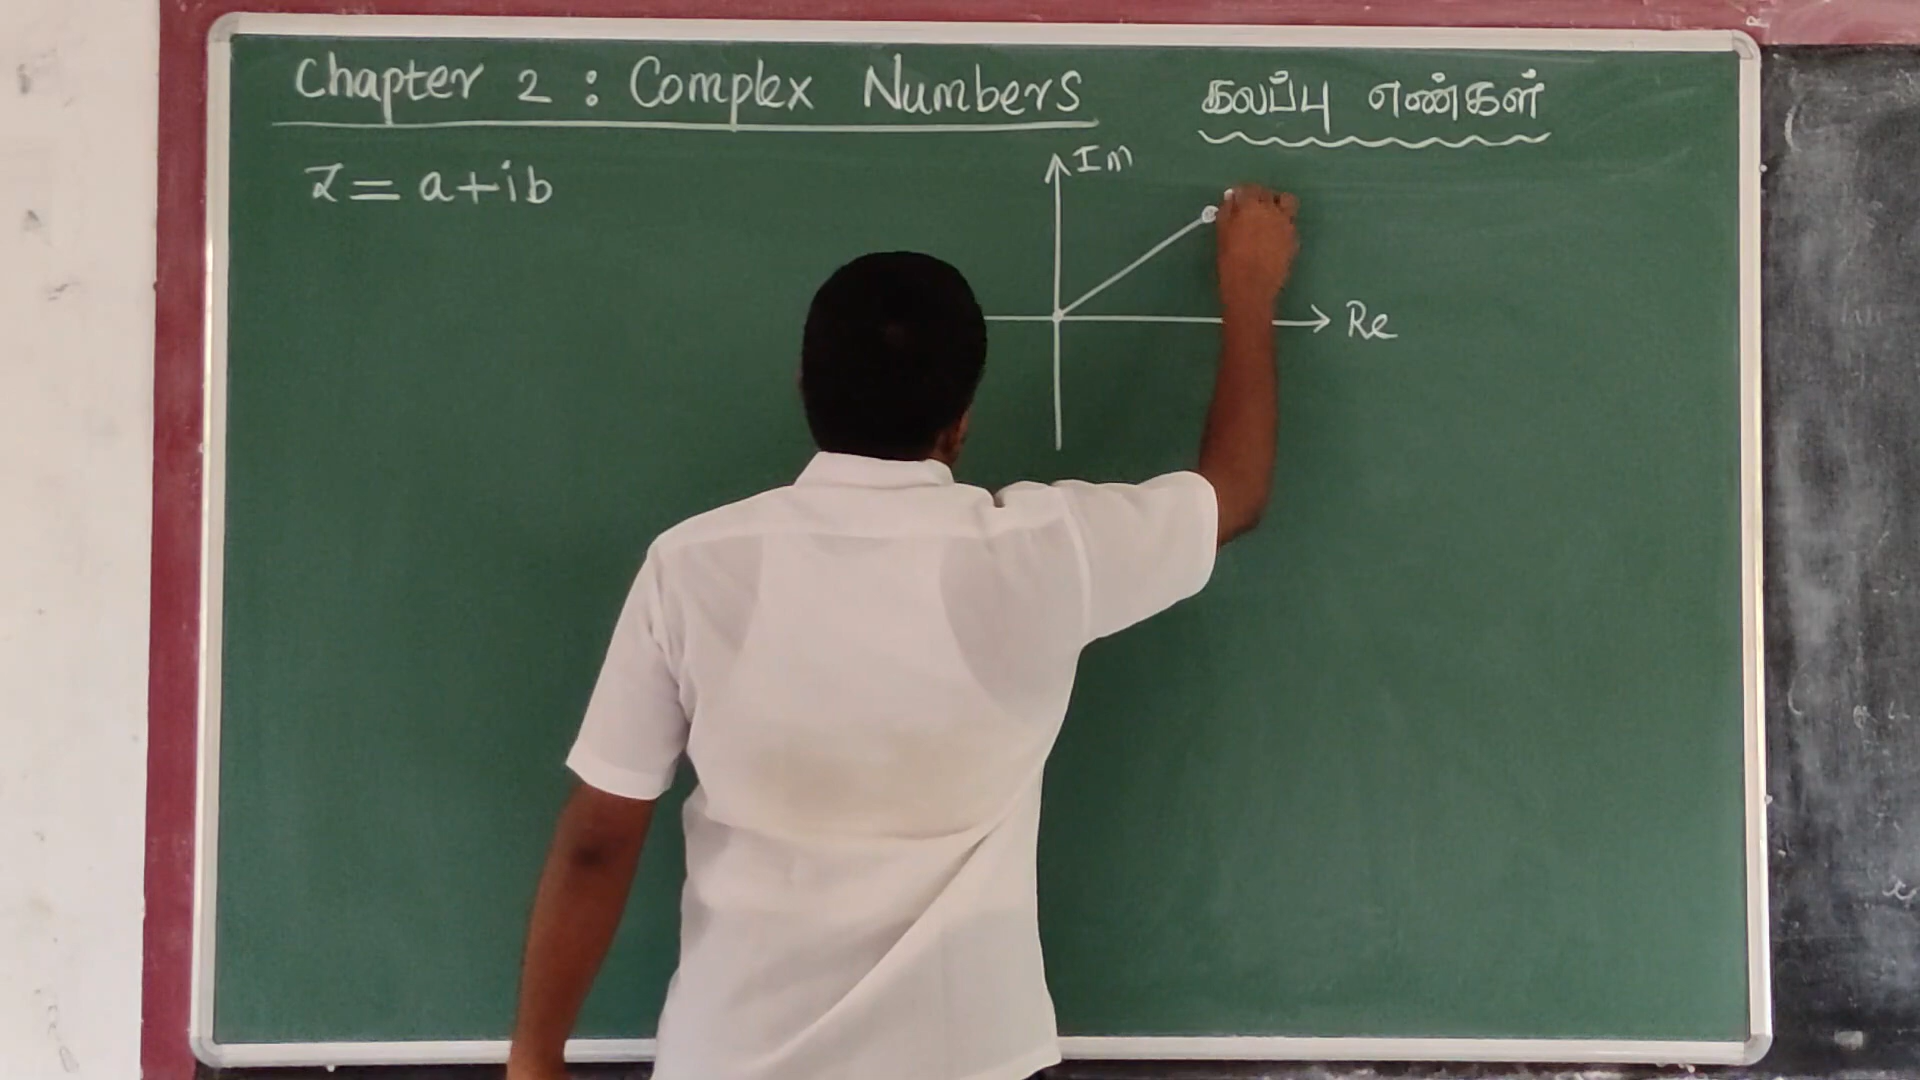 Chapter 2 : Complex Numbers
கலப்பு எண்கள்
z = a+ib
Im
Re